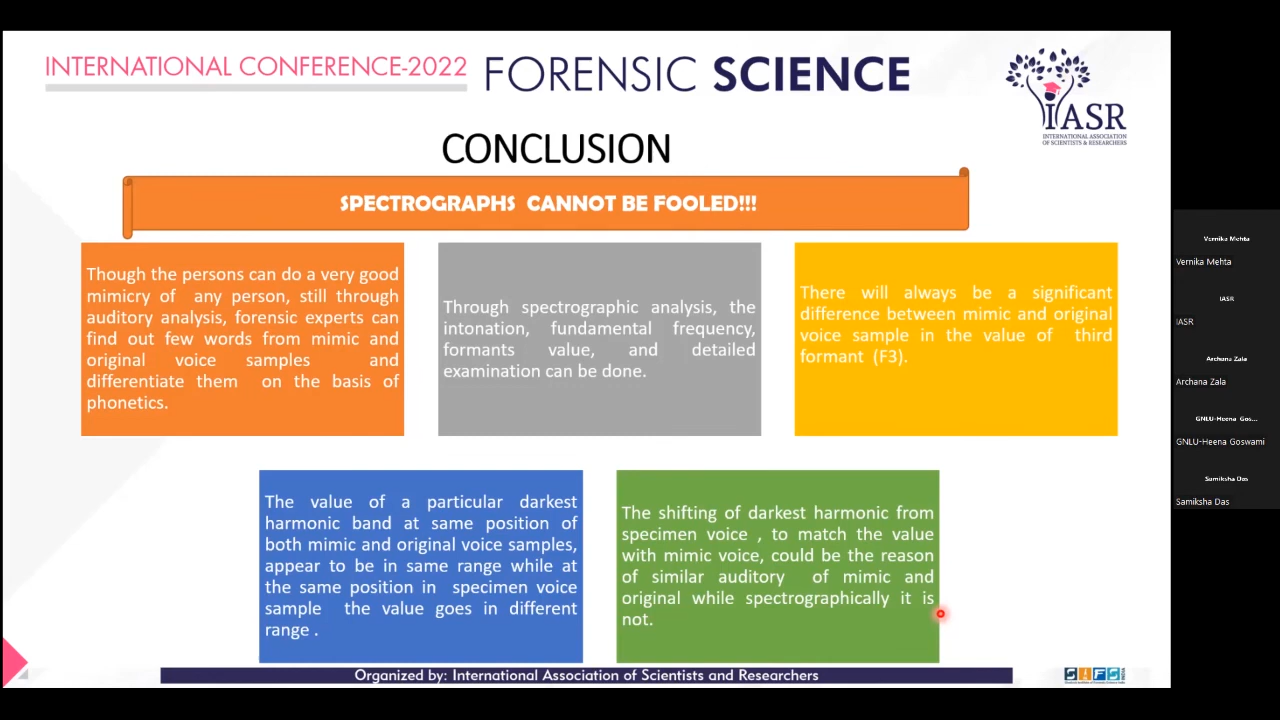 INTERNATIONAL CONFERENCE-2022 FORENSIC SCIENCE
IASR
INTERNATIONAL ASSOCIATION
OF SCIENTISTS & RESEARCHERS
CONCLUSION
SPECTROGRAPHS CANNOT BE FOOLED!!!
Though the persons can do a very good
mimicry of any person, still through
auditory analysis, forensic experts can
find out few words from mimic and
original voice samples and
differentiate them on the basis of
phonetics.
Through spectrographic analysis, the
intonation, fundamental frequency,
formants value, and detailed
examination can be done.
There will always be a significant
difference between mimic and original
voice sample in the value of third
formant (F3).
The value of a particular darkest
harmonic band at same position of
both mimic and original voice samples,
appear to be in same range while at
the same position in specimen voice
sample the value goes in different
range .
The shifting of darkest harmonic from
specimen voice , to match the value
with mimic voice, could be the reason
of similar auditory of mimic and
original while spectrographically it is
not.
Organized by: International Association of Scientists and Researchers
SIFS
INDIA
Vernika Mehta
Vernika Mehta
IASR
IASR
Archana Zala
Archana Zala
GNLU-Heena Gos...
GNLU-Heena Goswami
Samiksha Das
Samiksha Das